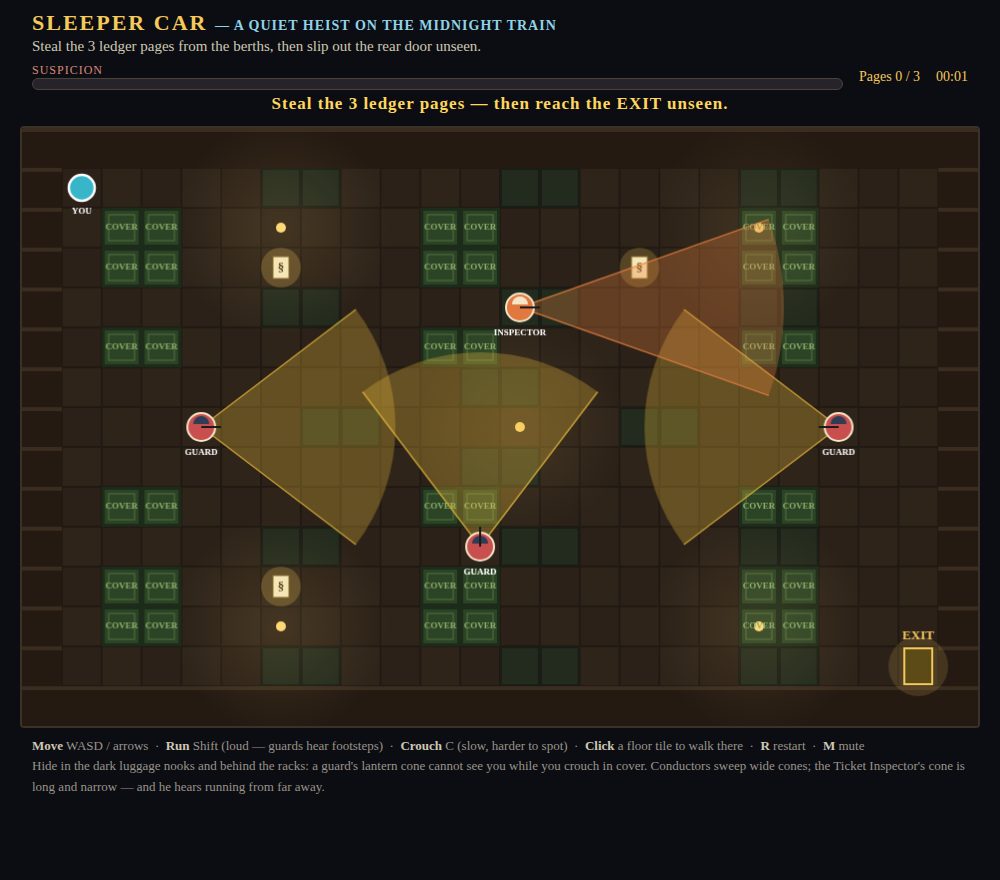 SLEEPER CAR — A QUIET HEIST ON THE MIDNIGHT TRAIN
Steal the 3 ledger pages from the berths, then slip out the rear door unseen.
SUSPICION
Pages 0 / 3 00:01
Steal the 3 ledger pages — then reach the EXIT unseen.
YOU
COVER COVER COVER COVER COVER COVER
COVER COVER § COVER COVER § COVER COVER
INSPECTOR
COVER COVER COVER COVER COVER COVER
GUARD GUARD
COVER COVER COVER COVER COVER COVER
GUARD
COVER COVER § COVER COVER COVER COVER
COVER COVER COVER COVER COVER COVER
EXIT
Move WASD / arrows · Run Shift (loud — guards hear footsteps) · Crouch C (slow, harder to spot) · Click a floor tile to walk there · R restart · M mute
Hide in the dark luggage nooks and behind the racks: a guard's lantern cone cannot see you while you crouch in cover. Conductors sweep wide cones; the Ticket Inspector's cone is
long and narrow — and he hears running from far away.